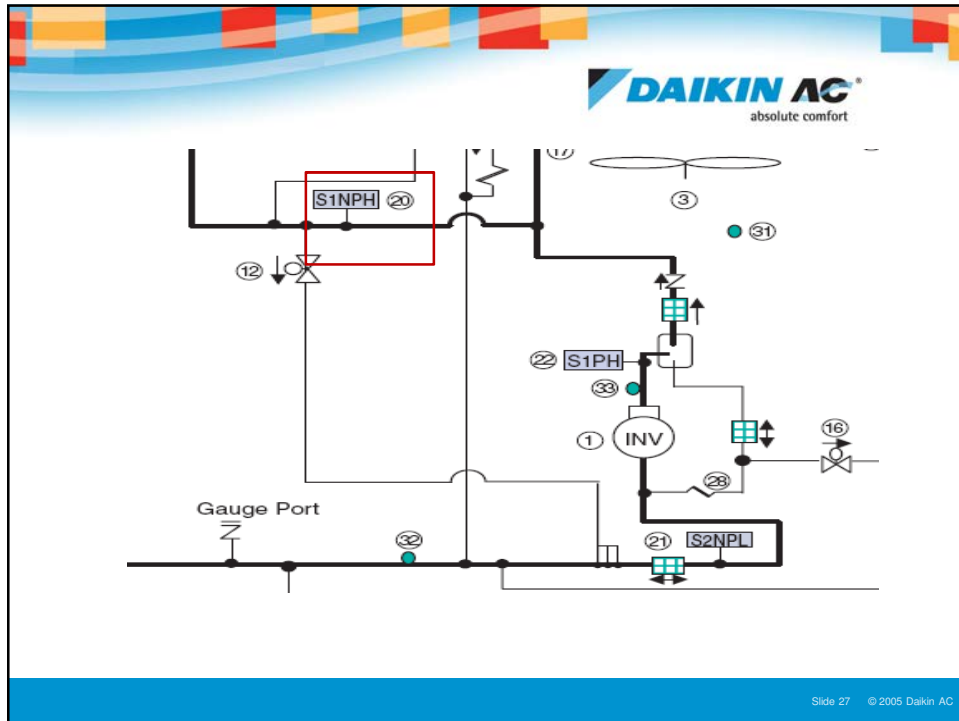 DAIKIN AC®
absolute comfort
17
S1NPH 20
3
31
12
22 S1PH
33
16
1 INV
28
Gauge Port
32
21 S2NPL
Slide 27 © 2005 Daikin AC